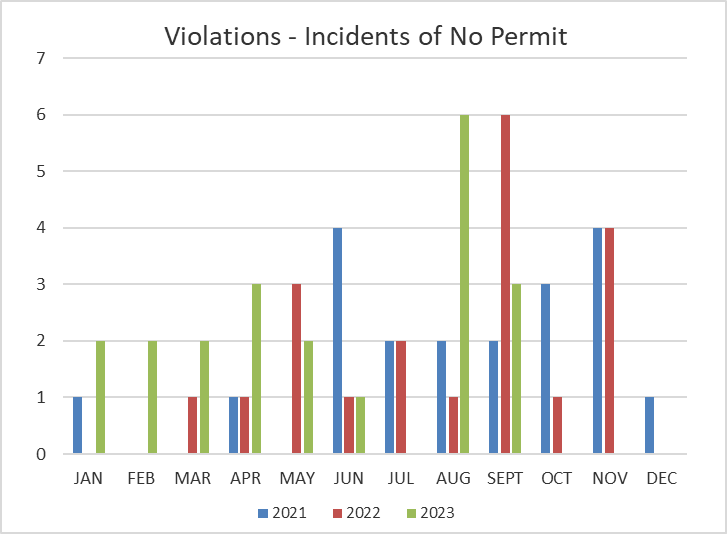 Violations - Incidents of No Permit
7
6
5
4
3
2
1
0
JAN FEB MAR APR MAY JUN JUL AUG SEPT OCT NOV DEC
2021 2022 2023